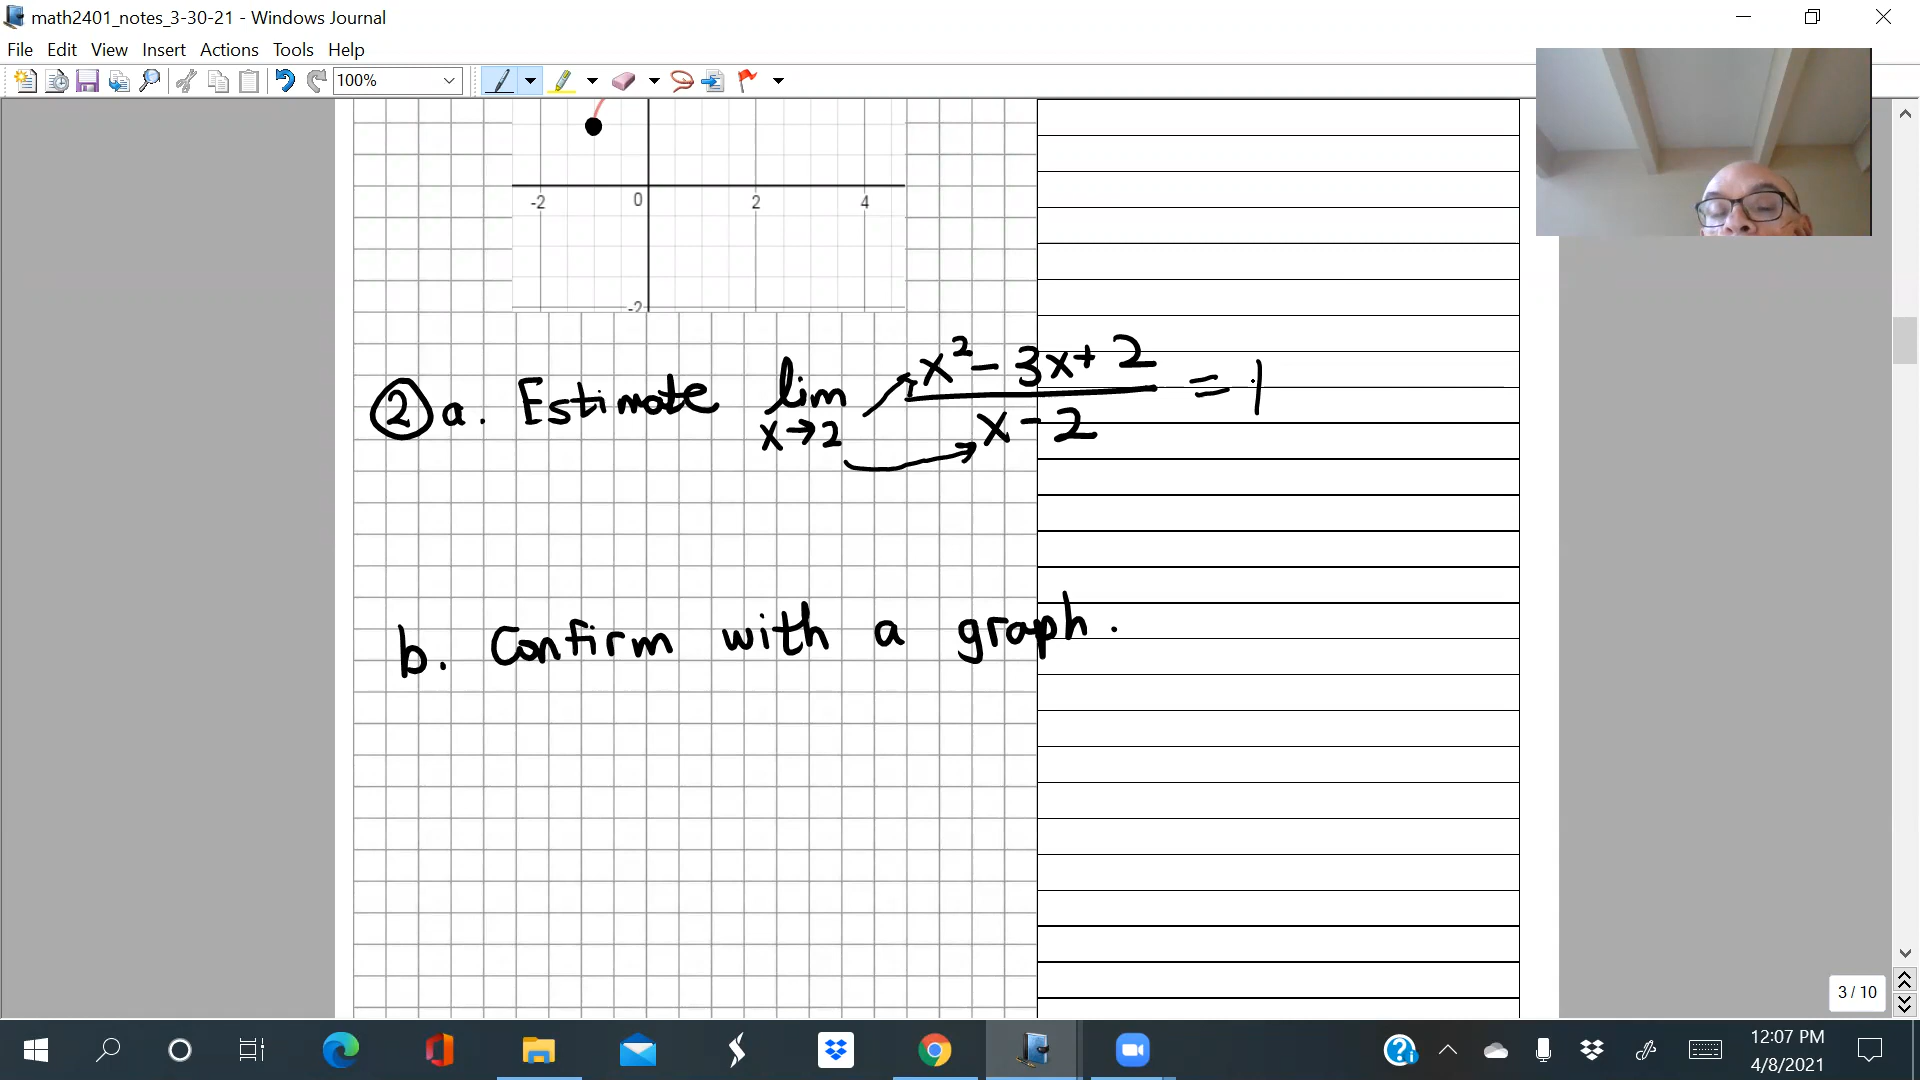 math2401_notes_3-30-21 - Windows Journal
File Edit View Insert Actions Tools Help
100%
-2 0 2 4
-2
② a. Estimate lim x→2 (x² - 3x + 2) / (x - 2) = 1
b. Confirm with a graph.
3 / 10
12:07 PM
4/8/2021